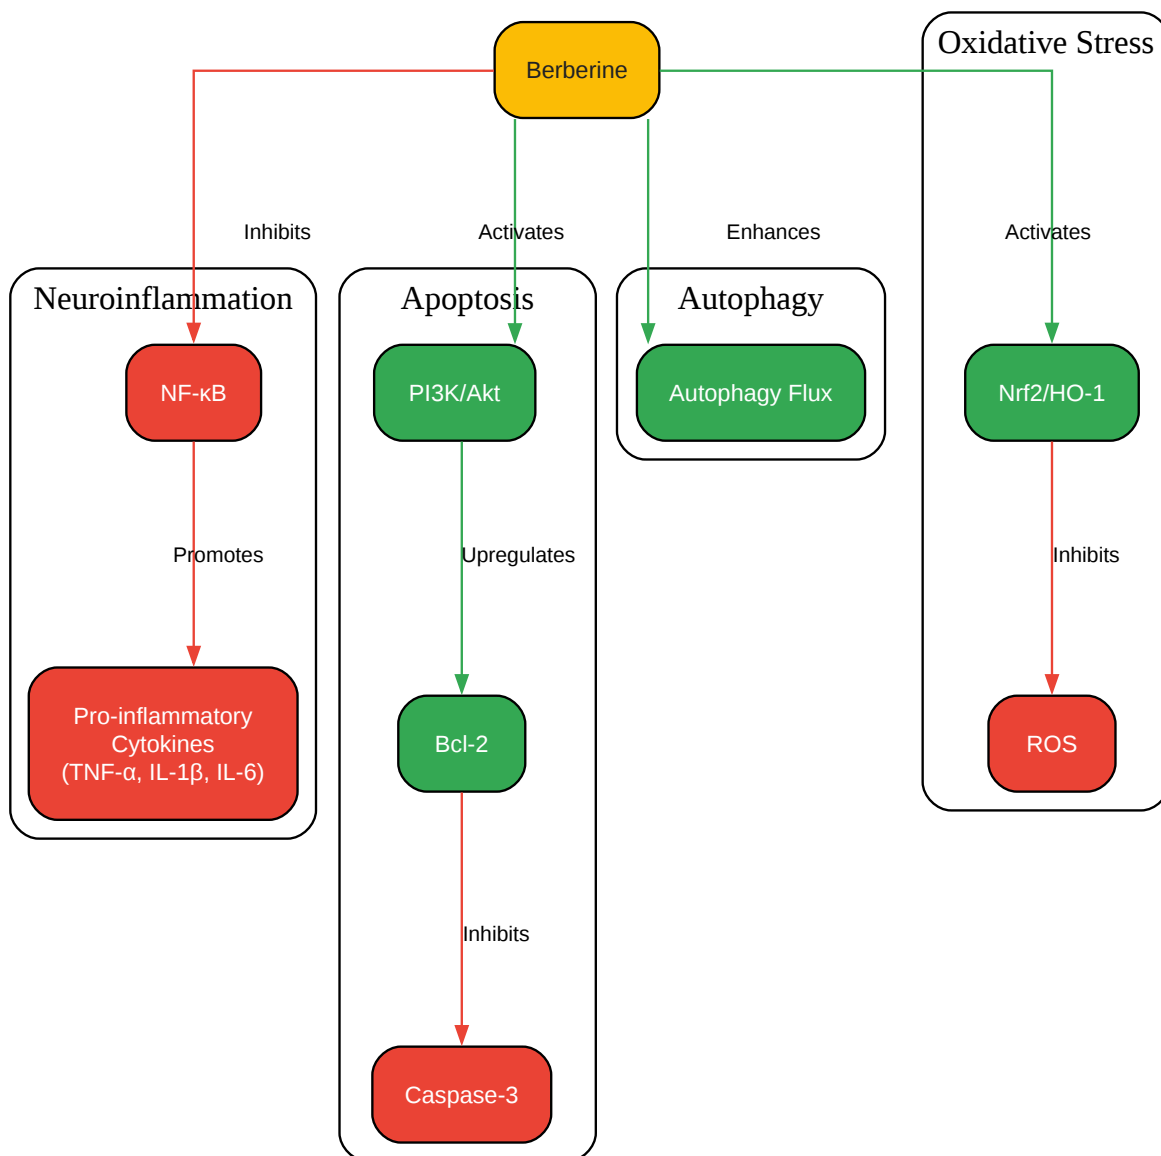 Oxidative Stress
Berberine
Inhibits
Activates
Enhances
Activates
Neuroinflammation
Apoptosis
Autophagy
NF-κB
PI3K/Akt
Autophagy Flux
Nrf2/HO-1
Promotes
Upregulates
Inhibits
Pro-inflammatory
Cytokines
(TNF-α, IL-1β, IL-6)
Bcl-2
ROS
Inhibits
Caspase-3